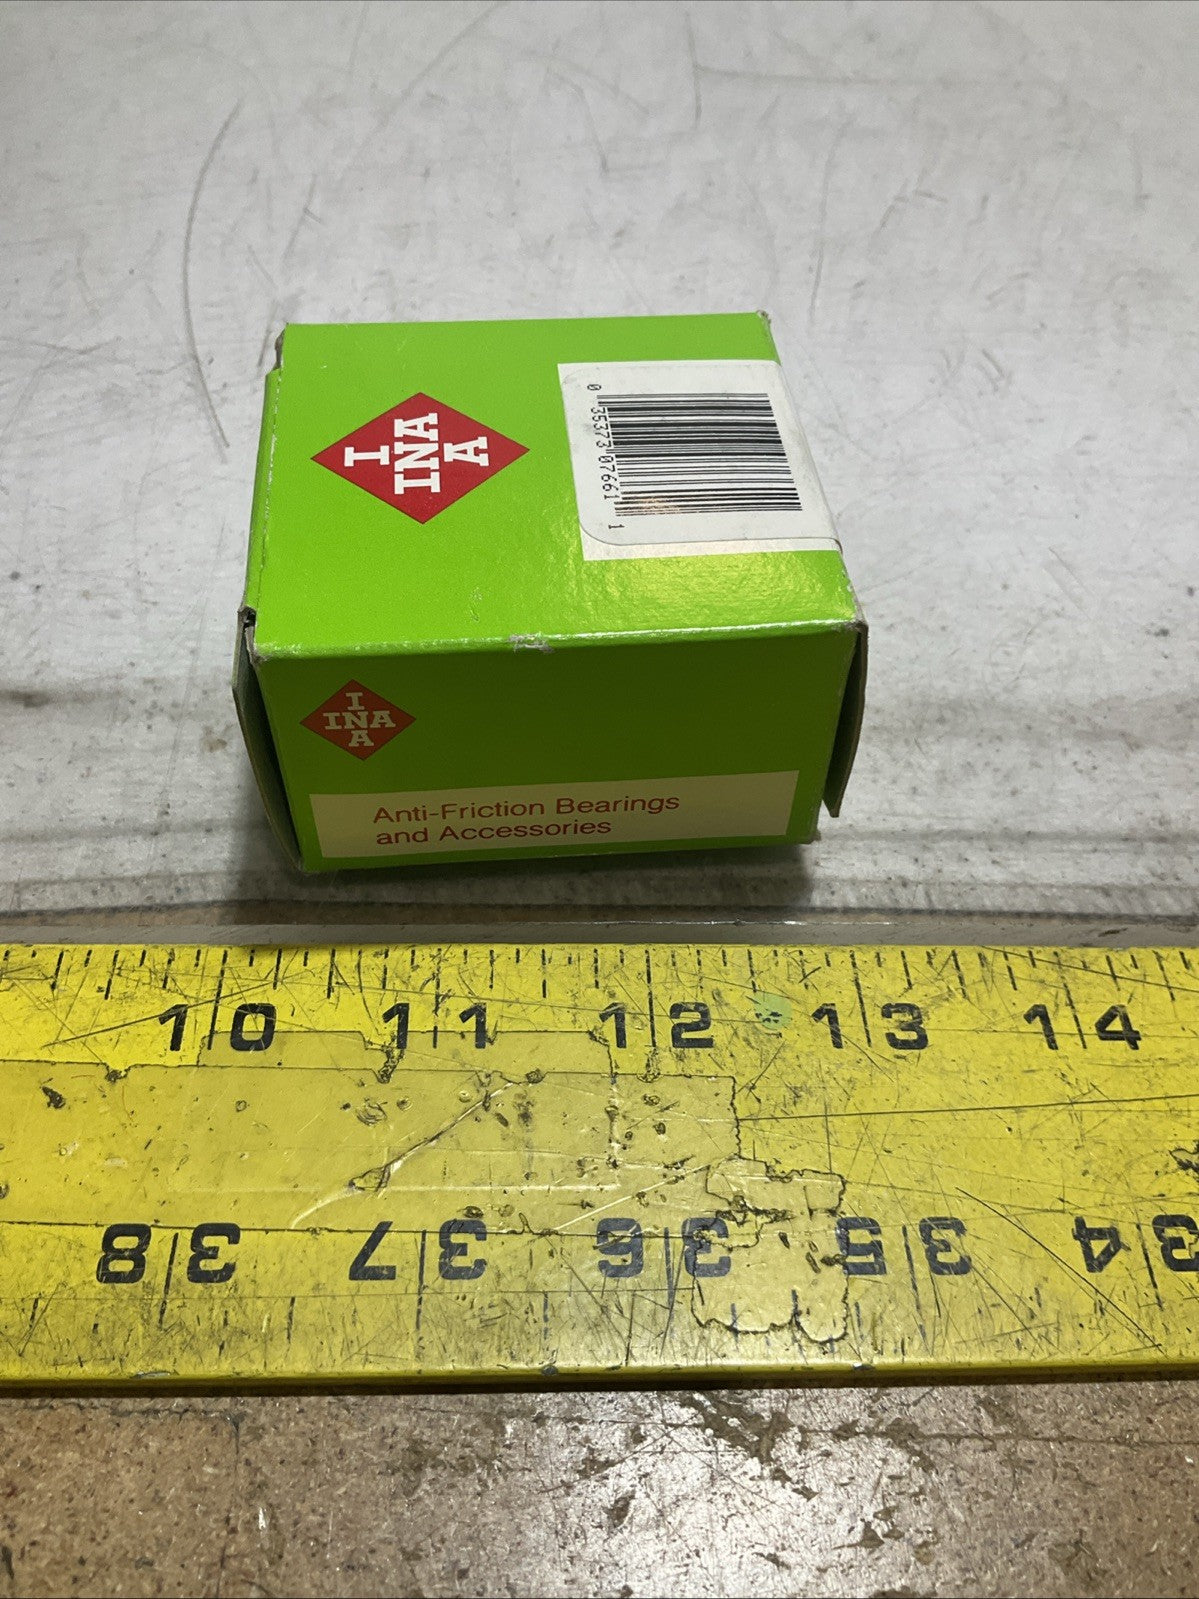 I
INA
A
0 35373 07661 1
I
INA
A
Anti-Friction Bearings
and Accessories
10 11 12 13 14
38 37 36 35 34